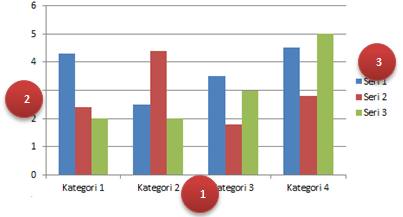 6
5
4
2
1
0
2
3
Seri 1
Seri 2
Seri 3
Kategori 1
Kategori 2
Kategori 3
Kategori 4
1